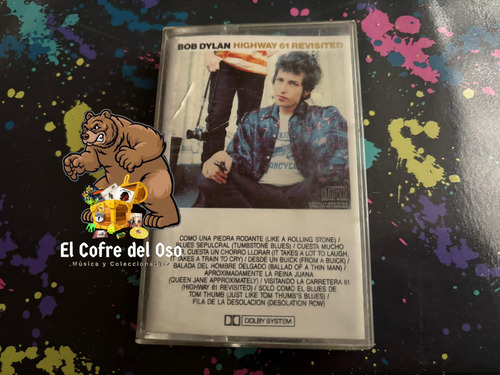 BOB DYLAN HIGHWAY 61 REVISITED
El Cofre del Oso
Música y Coleccionables
COMO UNA PIEDRA RODANTE (LIKE A ROLLING STONE) /
UES SEPULCRAL (TUMBSTONE BLUES) / CUESTA MUCHO
R, CUESTA UN CHORRO LLORAR (IT TAKES A LOT TO LAUGH,
TAKES A TRAIN TO CRY) / DESDE UN BUICK (FROM A BUICK) /
BALADA DEL HOMBRE DELGADO (BALLAD OF A THIN MAN) /
APROXIMADAMENTE LA REINA JUANA
(QUEEN JANE APPROXIMATELY) / VISITANDO LA CARRETERA 61
(HIGHWAY 61 REVISITED) / SOLO COMO EL BLUES DE
TOM THUMB (JUST LIKE TOM THUMB'S BLUES) /
FILA DE LA DESOLACION (DESOLATION ROW)
DOLBY SYSTEM